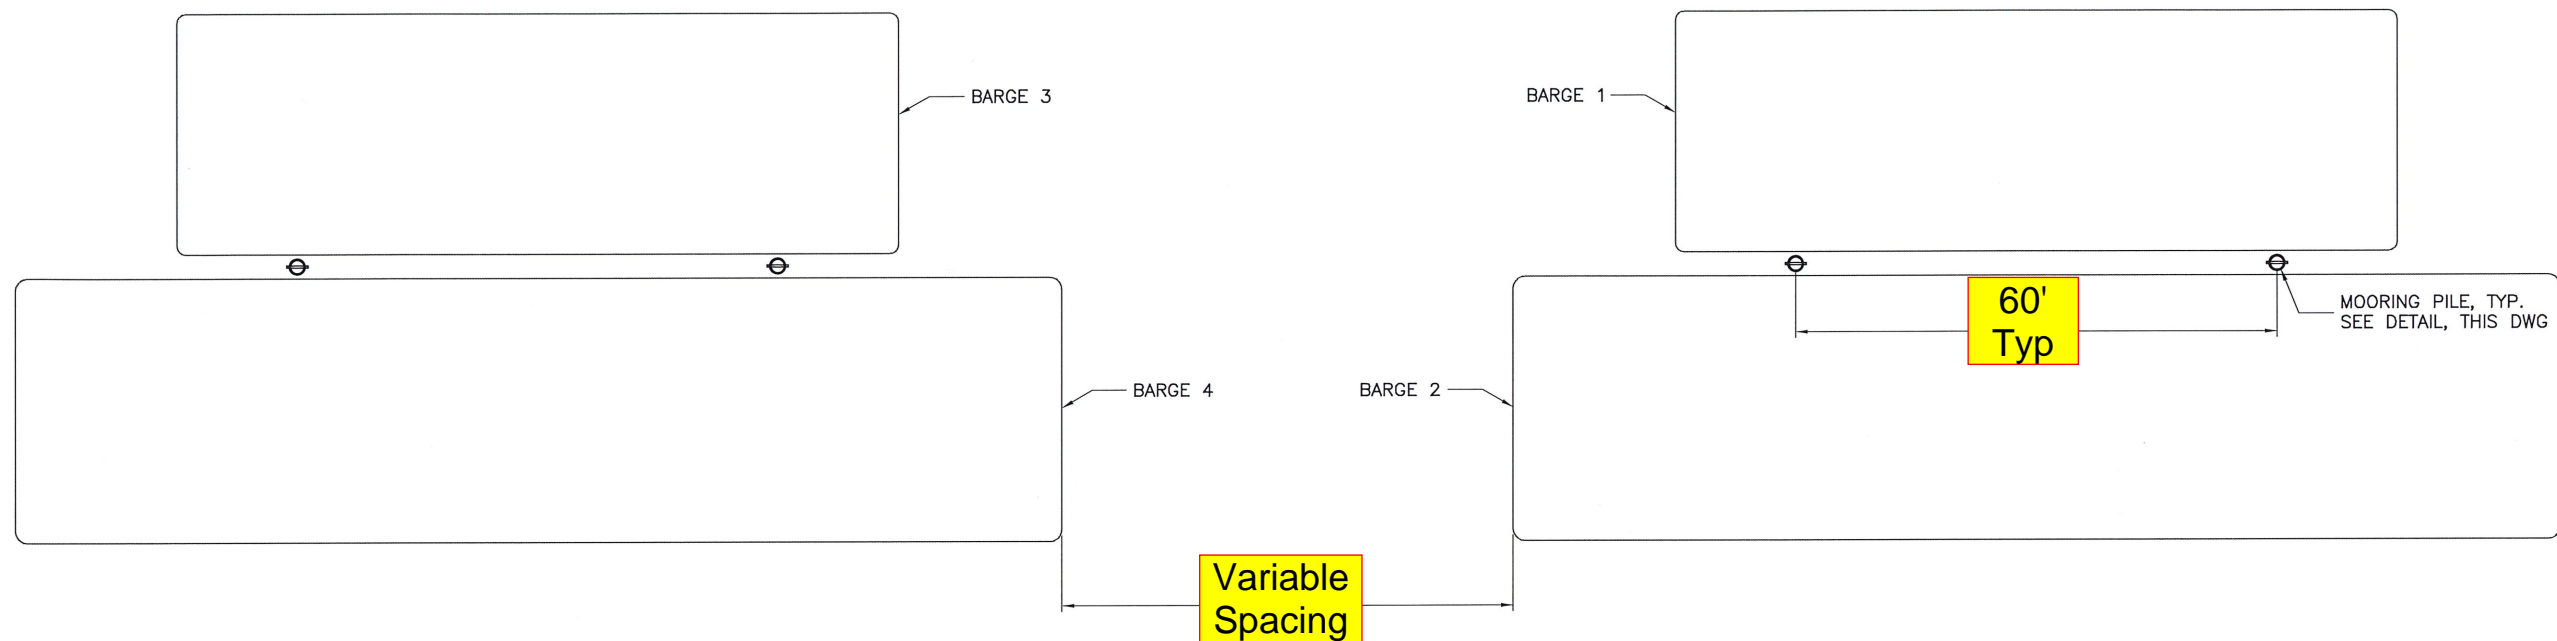 BARGE 3
BARGE 1
60'
Typ
MOORING PILE, TYP.
SEE DETAIL, THIS DWG
BARGE 4
BARGE 2
Variable
Spacing